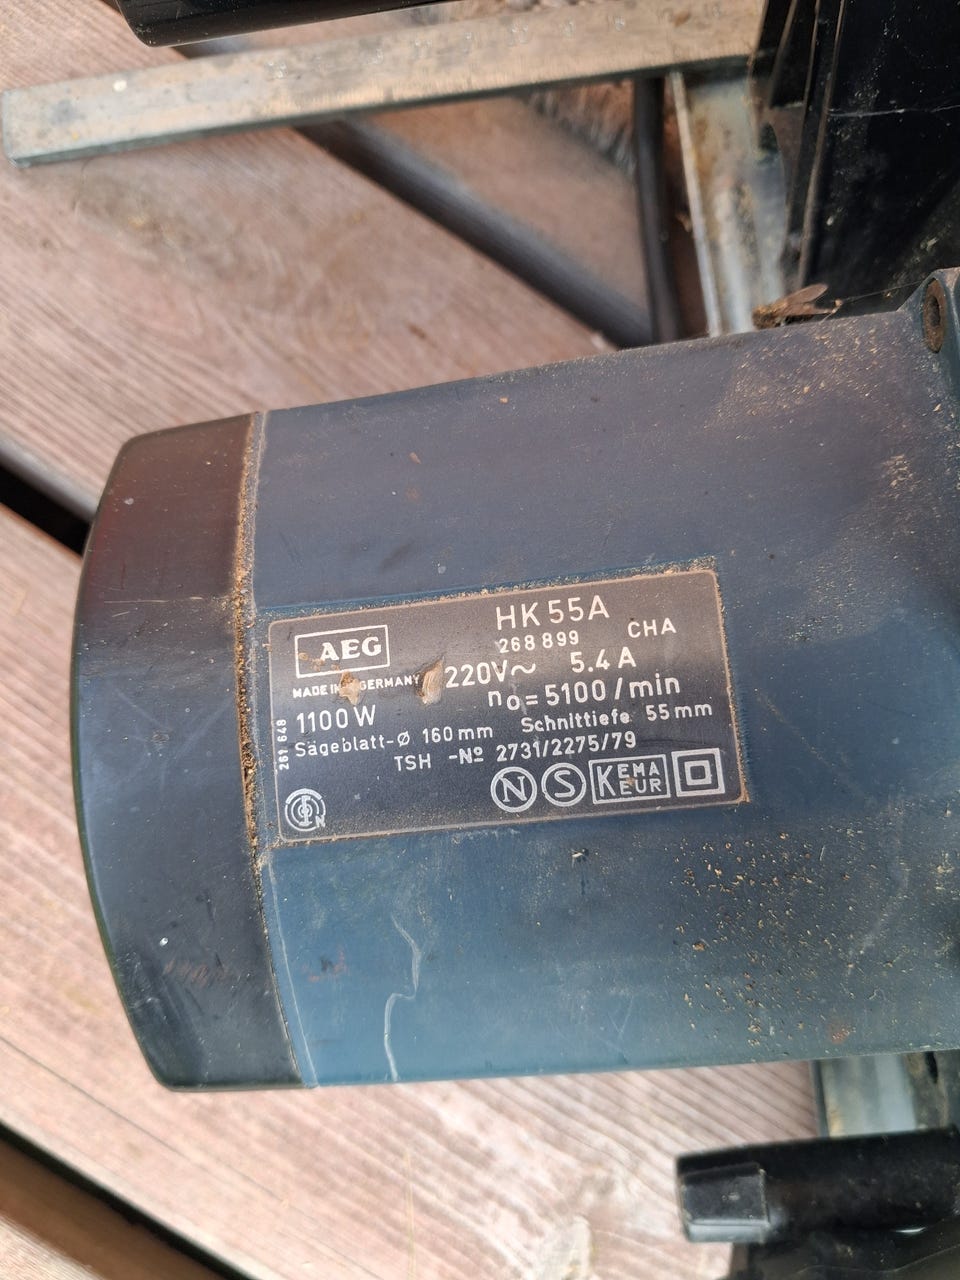 AEG
HK 55A
268 899 CHA
MADE IN GERMANY
220V~ 5.4 A
1100 W
n₀ = 5100 / min
Sägeblatt-Ø 160 mm Schnittiefe 55 mm
TSH -Nº 2731/2275/79
261 648
N S KEMA KEUR
N